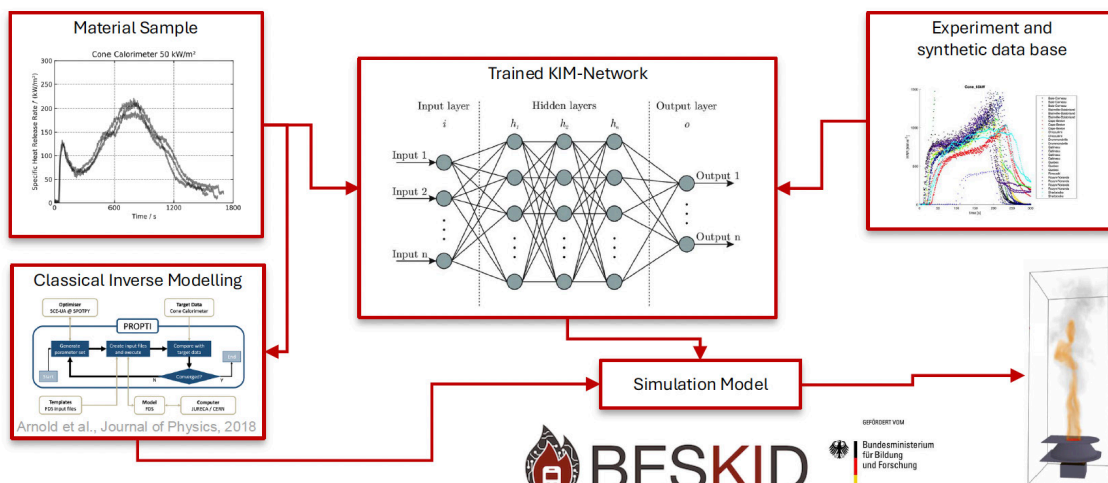 Material Sample
Cone Calorimeter 50 kW/m²
Specific Heat Release Rate / (kW/m²)
300
250
200
150
100
50
0
0
600
1200
1800
Time / s
Trained KIM-Network
Input layer
Hidden layers
Output layer
i
h₁
h₂
hₙ
o
Input 1
Input 2
Input n
Output 1
Output n
Experiment and
synthetic data base
Classical Inverse Modelling
Optimiser
SCE-UA @ SPOTPY
Target Data
Cone Calorimeter
PROPTI
Generate
parameter set
Create input files
and execute
Compare with
target data
End
Start
N
Converged?
Y
Templates
FDS input files
Model
FDS
Computer
JURECA / CERN
Arnold et al., Journal of Physics, 2018
Simulation Model
BESKID
GEFÖRDERT VOM
Bundesministerium
für Bildung
und Forschung